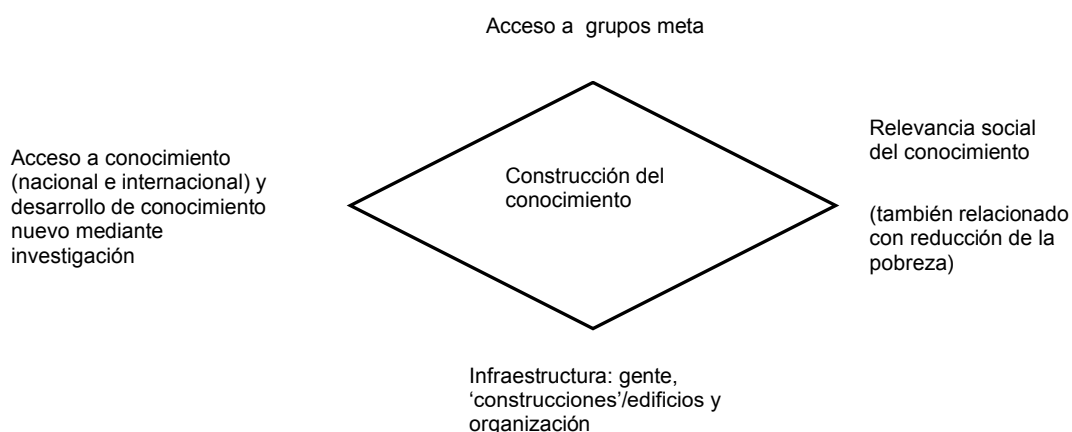 Acceso a  grupos meta
Acceso a conocimiento
(nacional e internacional) y
desarrollo de conocimiento
nuevo mediante
investigación
Construcción del
conocimiento
Relevancia social
del conocimiento
(también relacionado
con reducción de la
pobreza)
Infraestructura: gente,
‘construcciones’/edificios y
organización